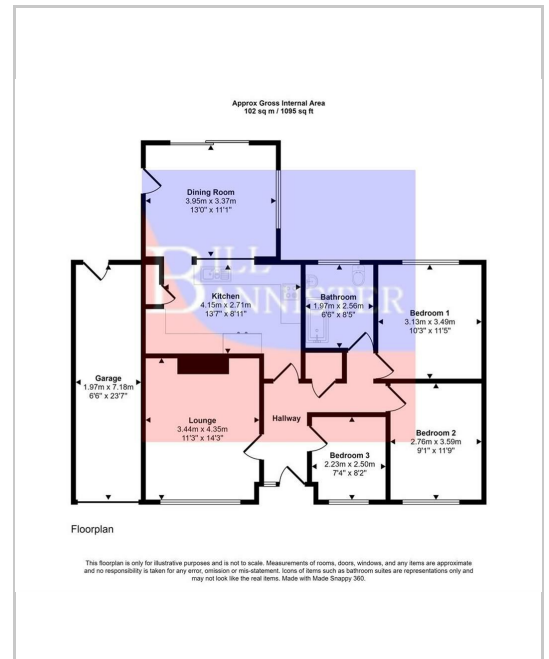 Approx Gross Internal Area
102 sq m / 1095 sq ft
Dining Room
3.95m x 3.37m
13'0" x 11'1"
BILL
BANNISTER
Kitchen
4.15m x 2.71m
13'7" x 8'11"
Bathroom
1.97m x 2.56m
6'6" x 8'5"
Bedroom 1
3.13m x 3.49m
10'3" x 11'5"
Garage
1.97m x 7.18m
6'6" x 23'7"
Lounge
3.44m x 4.35m
11'3" x 14'3"
Hallway
Bedroom 2
2.76m x 3.59m
9'1" x 11'9"
Bedroom 3
2.23m x 2.50m
7'4" x 8'2"
Floorplan
This floorplan is only for illustrative purposes and is not to scale. Measurements of rooms, doors, windows, and any items are approximate
and no responsibility is taken for any error, omission or mis-statement. Icons of items such as bathroom suites are representations only and
may not look like the real items. Made with Made Snappy 360.